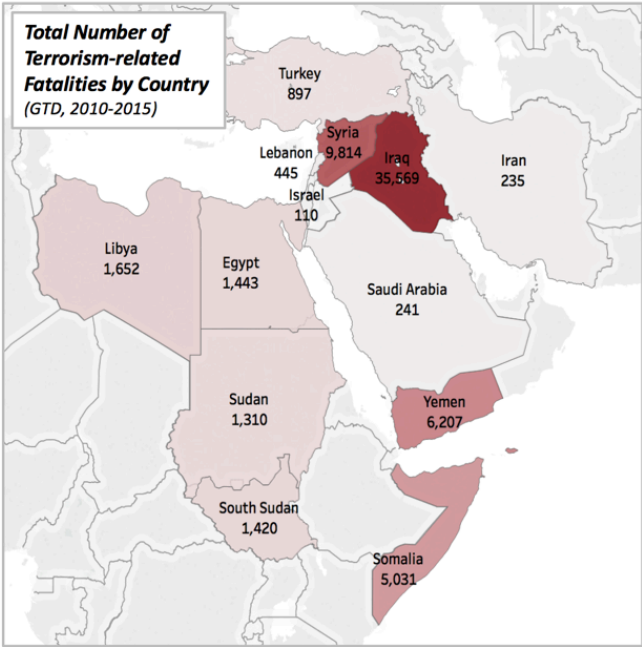 Total Number of
Terrorism-related
Fatalities by Country
(GTD, 2010-2015)
Turkey
897
Syria
9,814
Iraq
35,569
Lebanon
445
Iran
235
Israel
110
Libya
1,652
Egypt
1,443
Saudi Arabia
241
Sudan
1,310
Yemen
6,207
South Sudan
1,420
Somalia
5,031